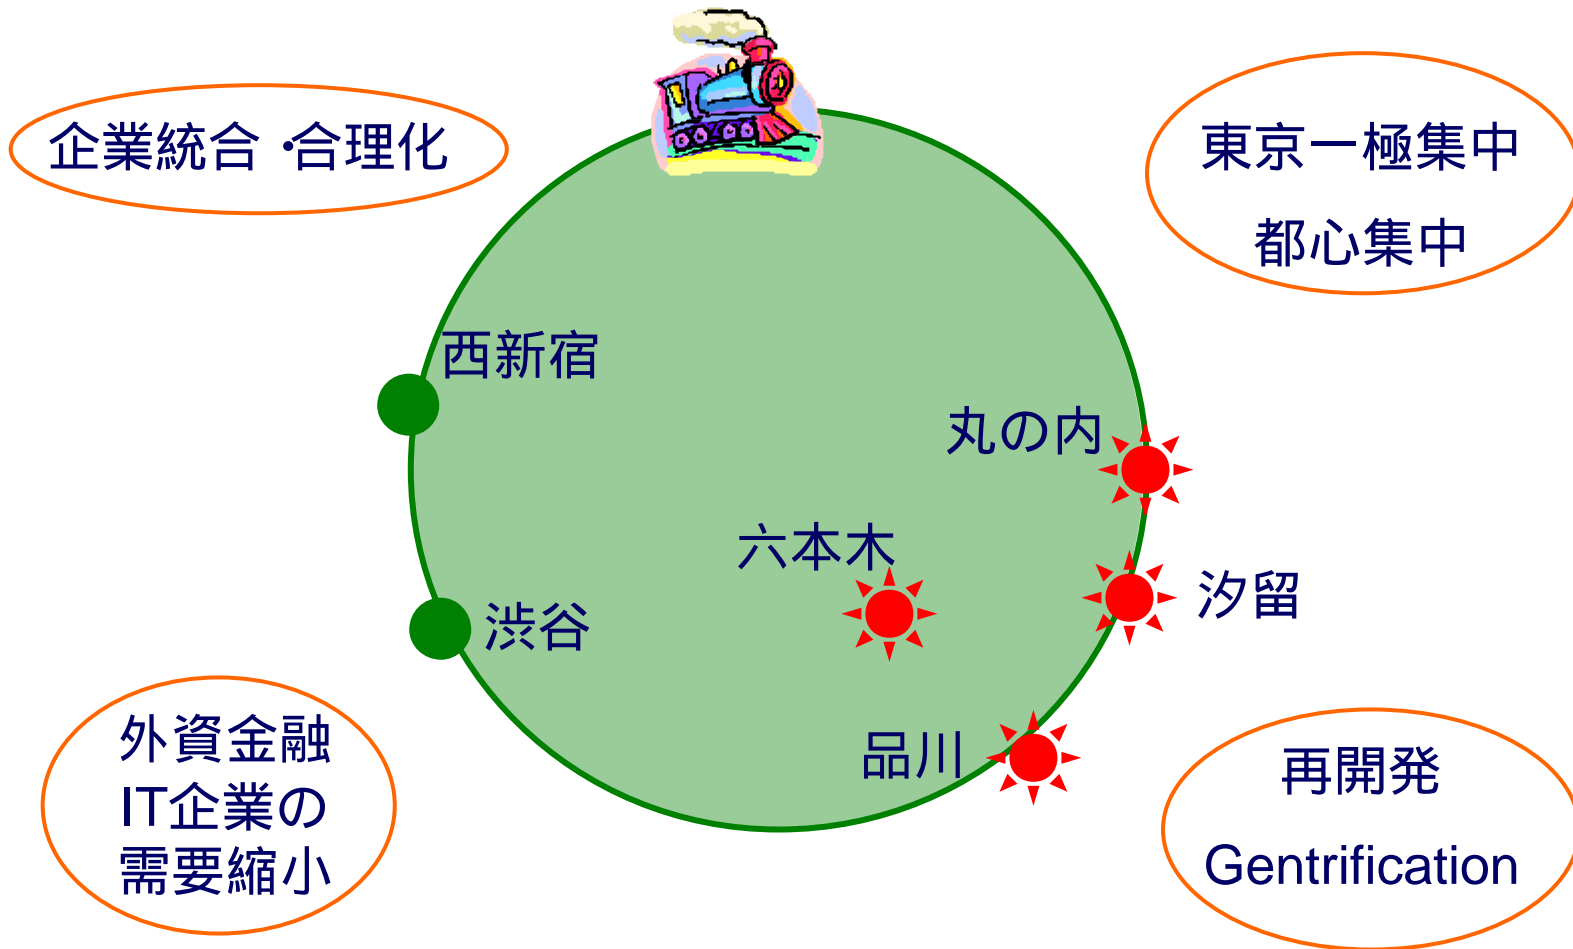 企業統合・合理化
東京一極集中
都心集中
西新宿
丸の内
六本木
汐留
渋谷
品川
外資金融
IT企業の
需要縮小
再開発
Gentrification